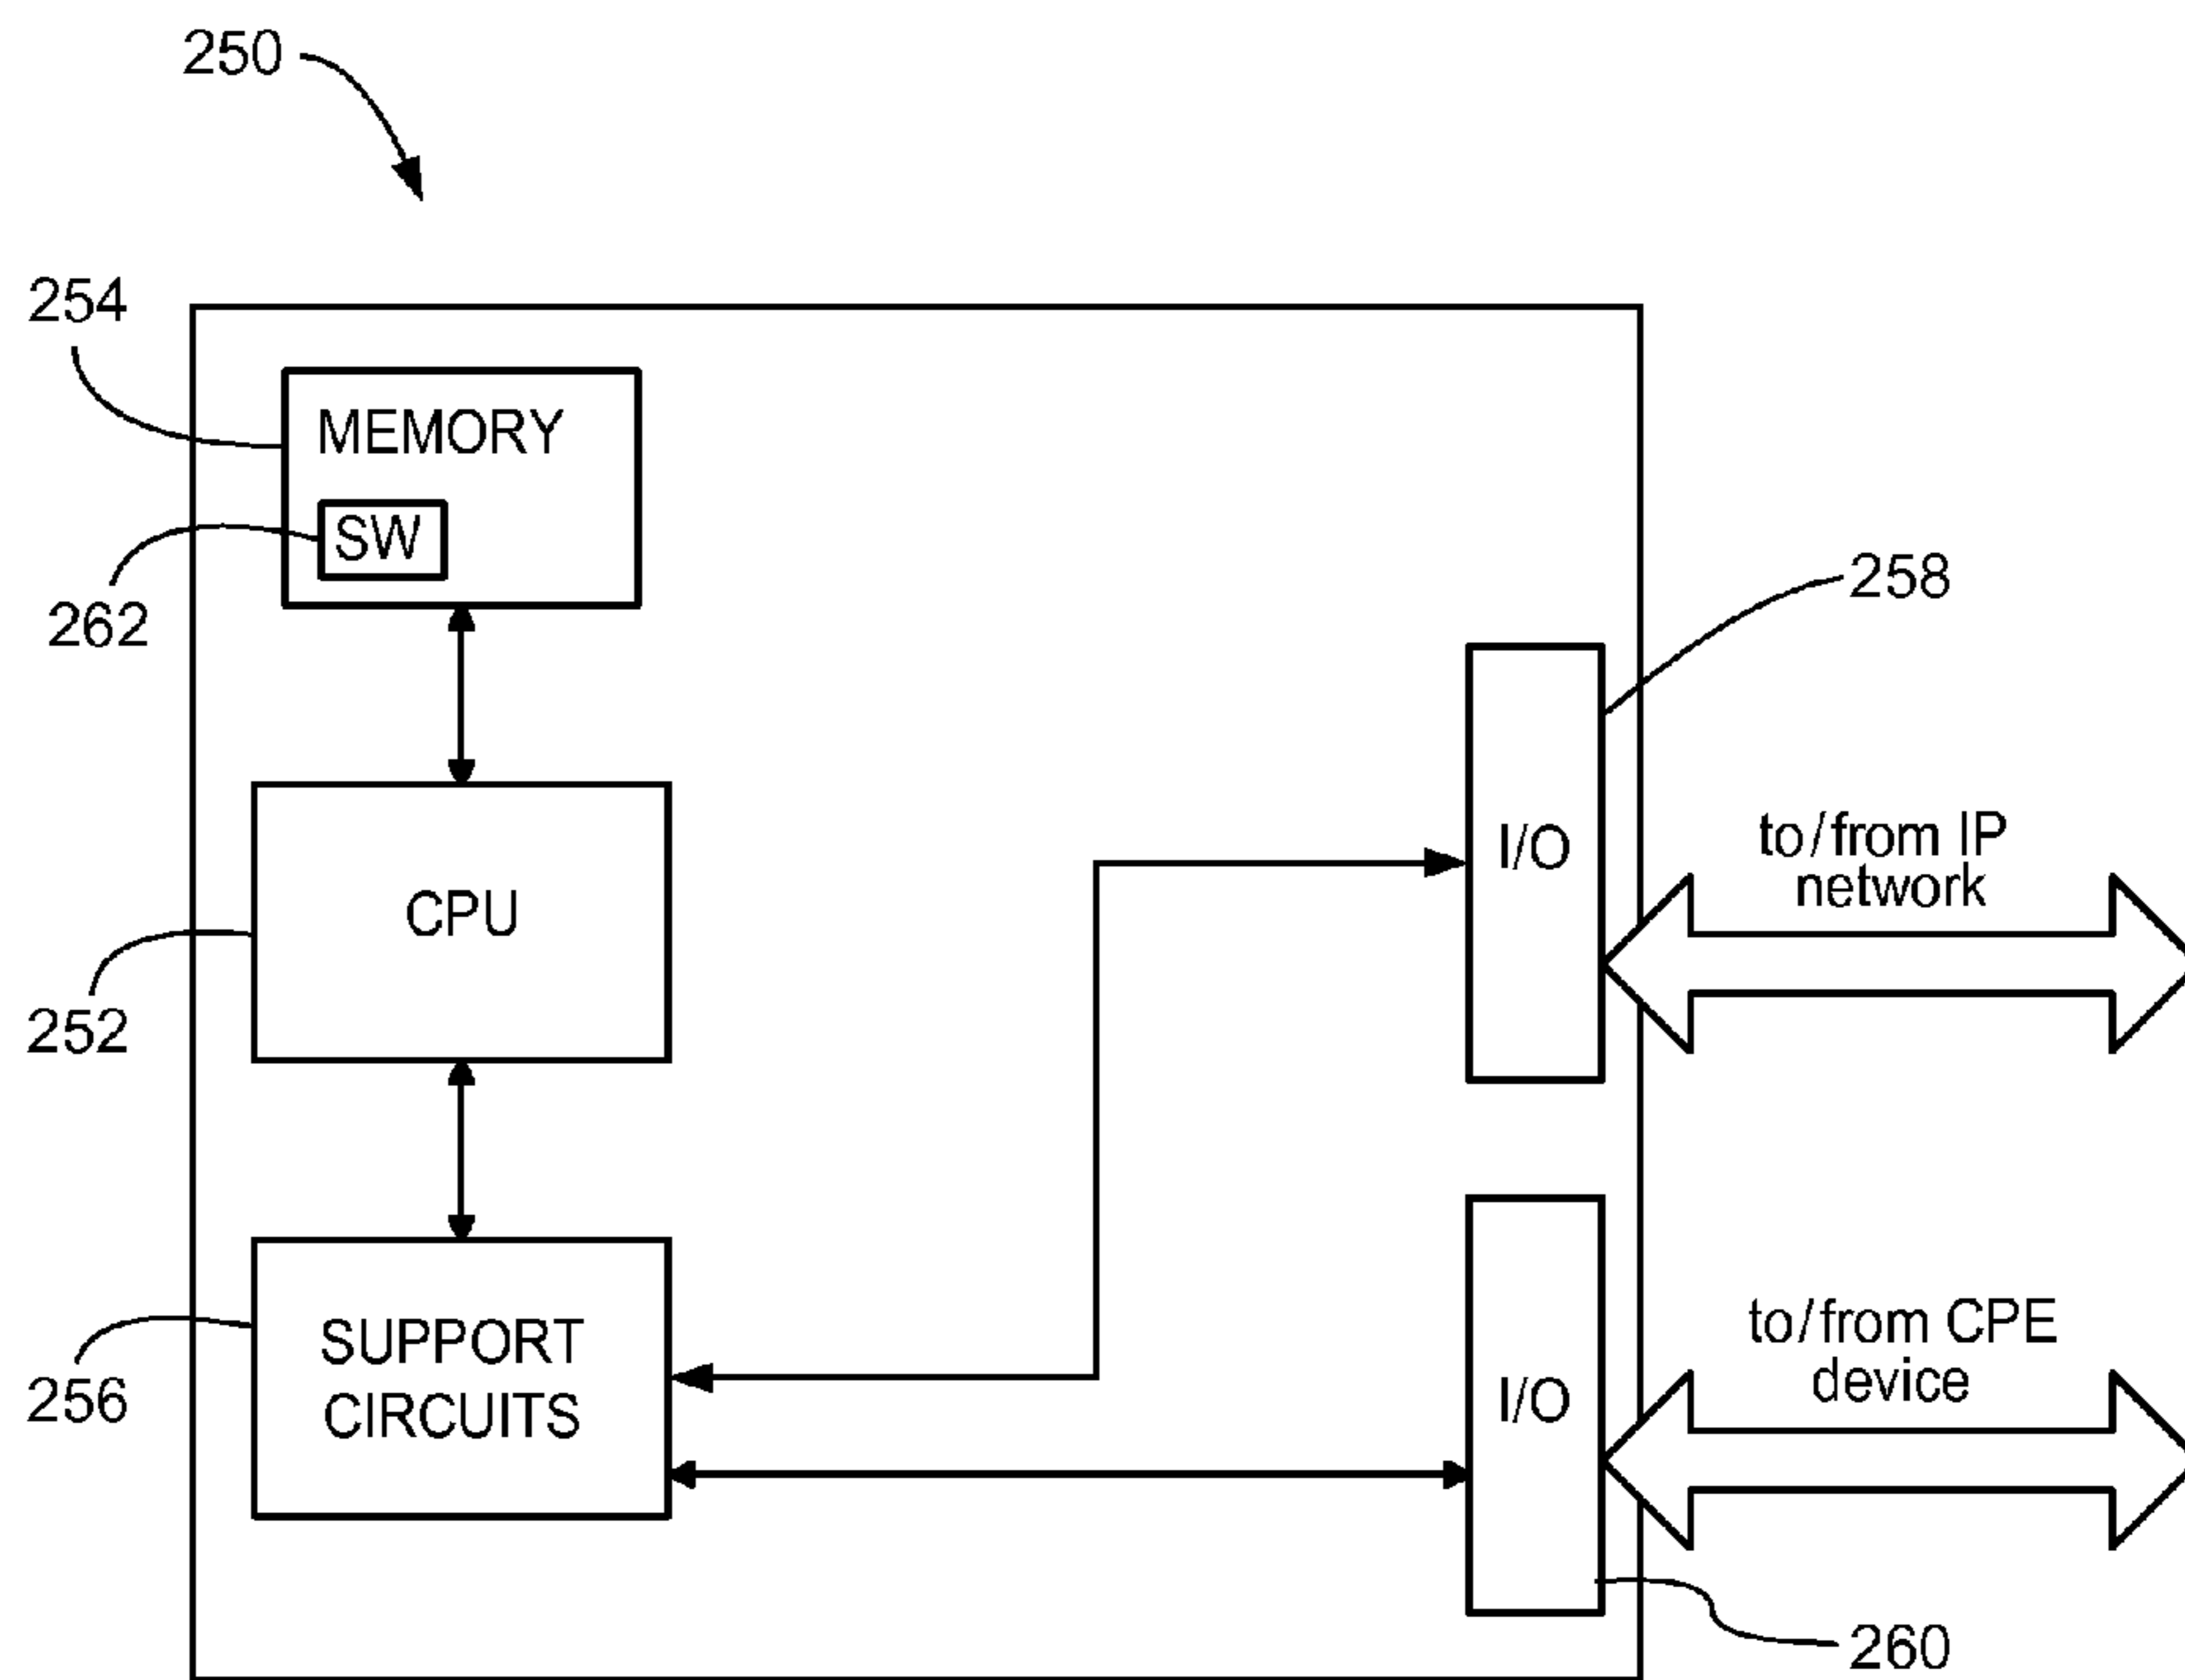 250
254
MEMORY
SW
262
258
I/O
to/from IP
network
CPU
252
SUPPORT
CIRCUITS
256
I/O
to/from CPE
device
260